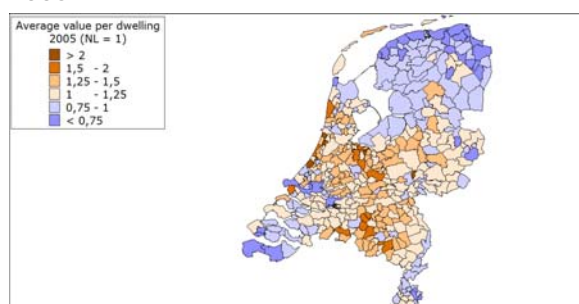 Average value per dwelling
2005 (NL = 1)
> 2
1,5 - 2
1,25 - 1,5
1 - 1,25
0,75 - 1
< 0,75